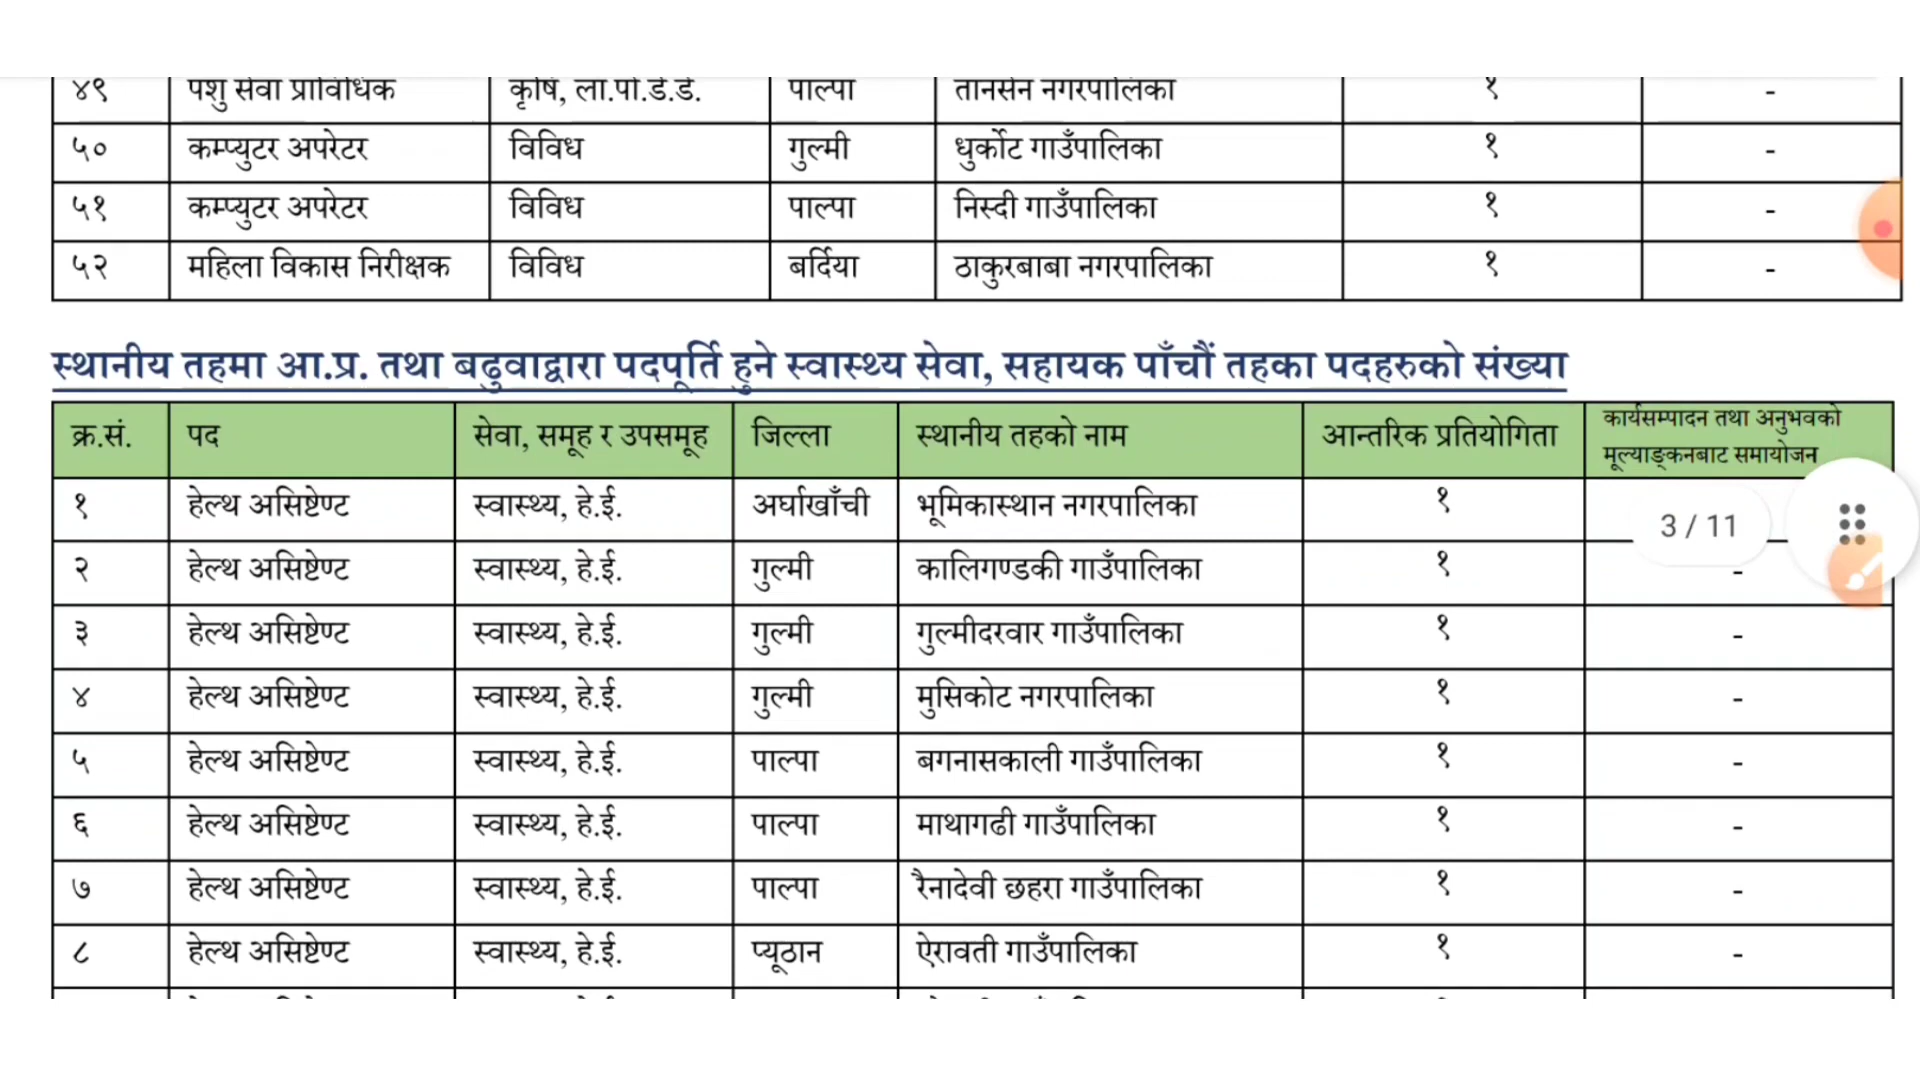 ४९ पशु सेवा प्राविधिक कृषि, ला.पो.डे.डे. पाल्पा तानसेन नगरपालिका १ -
५० कम्प्युटर अपरेटर विविध गुल्मी धुर्कोट गाउँपालिका १ -
५१ कम्प्युटर अपरेटर विविध पाल्पा निस्दी गाउँपालिका १ -
५२ महिला विकास निरीक्षक विविध बर्दिया ठाकुरबाबा नगरपालिका १ -
स्थानीय तहमा आ.प्र. तथा बढुवाद्वारा पदपूर्ति हुने स्वास्थ्य सेवा, सहायक पाँचौं तहका पदहरुको संख्या
क्र.सं. पद सेवा, समूह र उपसमूह जिल्ला स्थानीय तहको नाम आन्तरिक प्रतियोगिता कार्यसम्पादन तथा अनुभवको
मूल्याङ्कनबाट समायोजन
१ हेल्थ असिष्टेण्ट स्वास्थ्य, हे.ई. अर्घाखाँची भूमिकास्थान नगरपालिका १
3 / 11
२ हेल्थ असिष्टेण्ट स्वास्थ्य, हे.ई. गुल्मी कालिगण्डकी गाउँपालिका १ -
३ हेल्थ असिष्टेण्ट स्वास्थ्य, हे.ई. गुल्मी गुल्मीदरवार गाउँपालिका १ -
४ हेल्थ असिष्टेण्ट स्वास्थ्य, हे.ई. गुल्मी मुसिकोट नगरपालिका १ -
५ हेल्थ असिष्टेण्ट स्वास्थ्य, हे.ई. पाल्पा बगनासकाली गाउँपालिका १ -
६ हेल्थ असिष्टेण्ट स्वास्थ्य, हे.ई. पाल्पा माथागढी गाउँपालिका १ -
७ हेल्थ असिष्टेण्ट स्वास्थ्य, हे.ई. पाल्पा रैनादेवी छहरा गाउँपालिका १ -
८ हेल्थ असिष्टेण्ट स्वास्थ्य, हे.ई. प्यूठान ऐरावती गाउँपालिका १ -